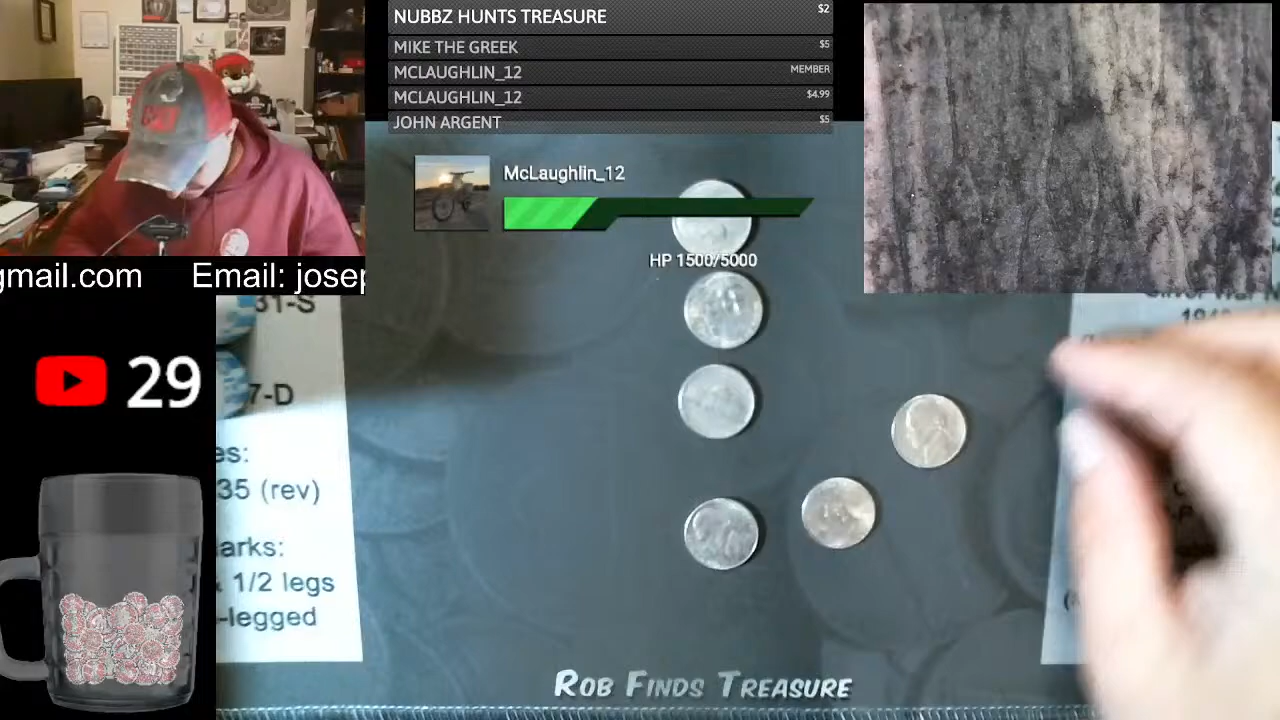 NUBBZ HUNTS TREASURE $2
MIKE THE GREEK $5
MCLAUGHLIN_12 MEMBER
MCLAUGHLIN_12 $4.99
JOHN ARGENT $5
McLaughlin_12
HP 1500/5000
gmail.com Email: josep
31-S
29
7-D
es:
35 (rev)
arks:
1/2 legs
-legged
ROB FINDS TREASURE